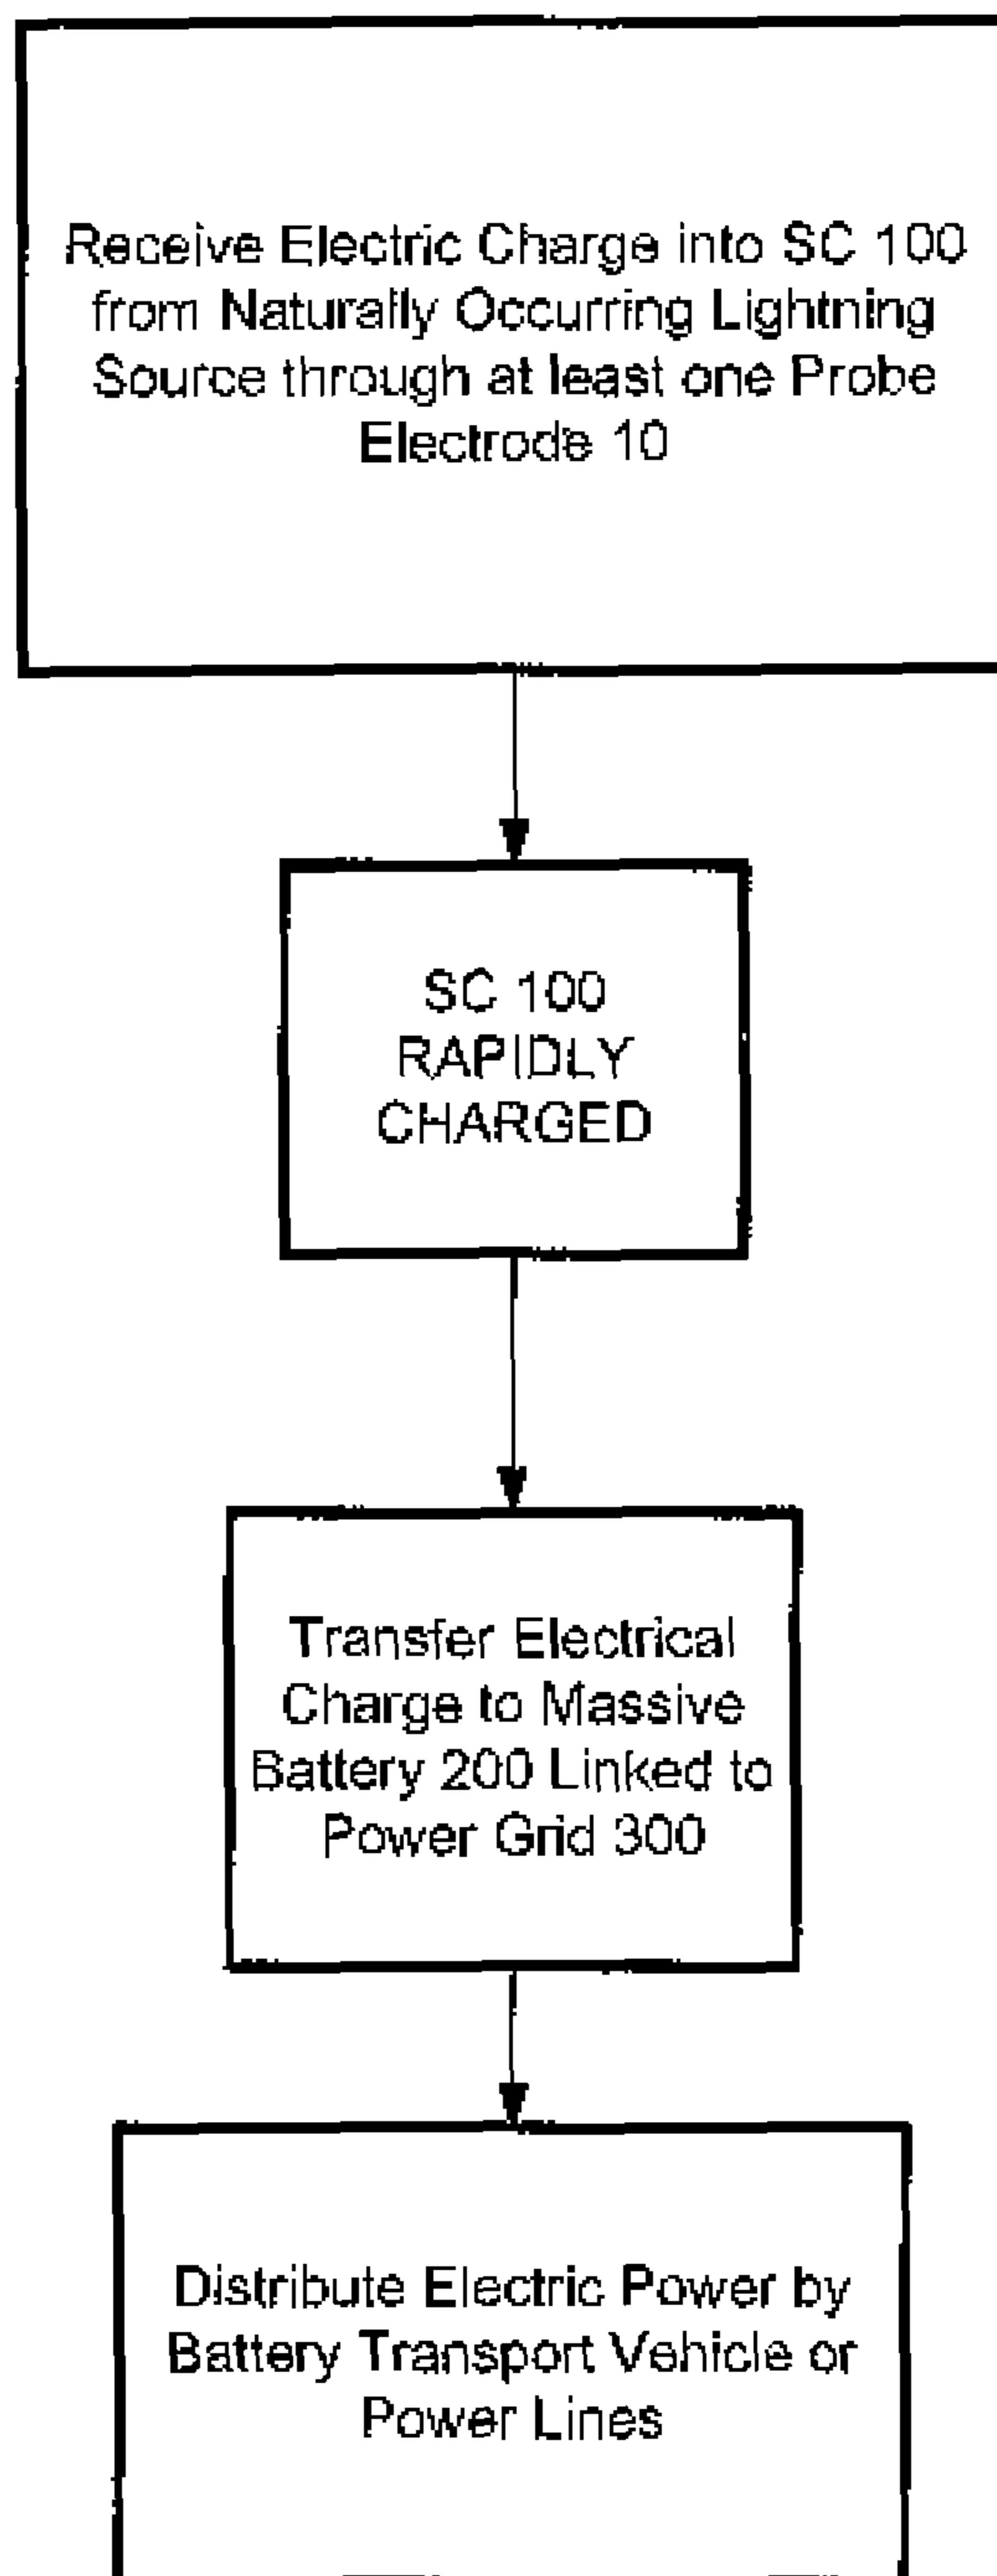 Receive Electric Charge into SC 100
from Naturally Occurring Lightning
Source through at least one Probe
Electrode 10
SC 100
RAPIDLY
CHARGED
Transfer Electrical
Charge to Massive
Battery 200 Linked to
Power Grid 300
Distribute Electric Power by
Battery Transport Vehicle or
Power Lines